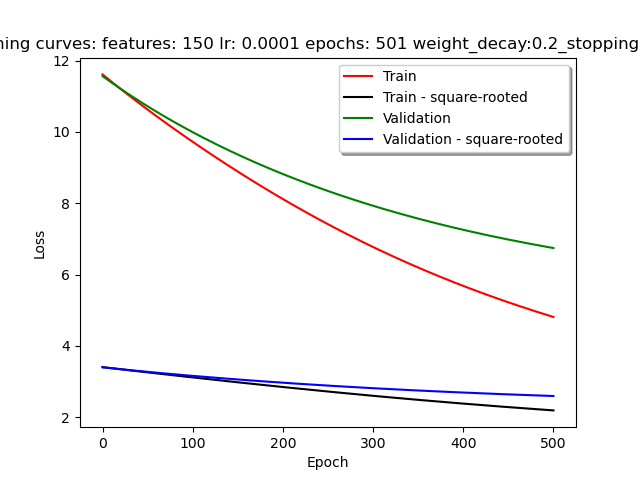 curves: features: 150 lr: 0.0001 epochs: 501 weight_decay:0.2_stopping
12
10
8
6
4
2
Loss
Train
Train - square-rooted
Validation
Validation - square-rooted
0 100 200 300 400 500
Epoch